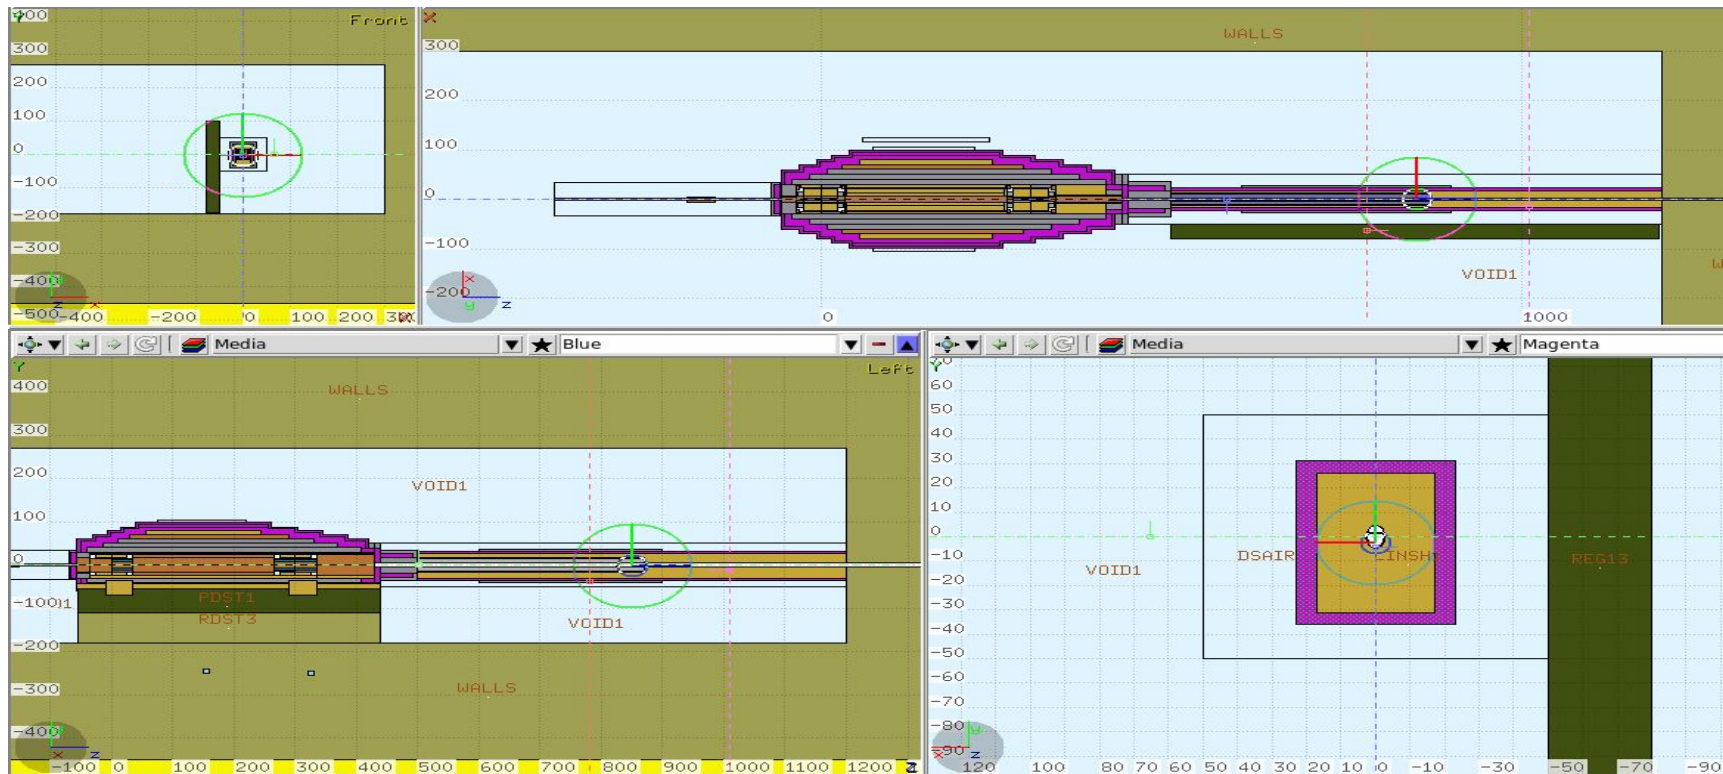 Y
400
Front
300
200
100
0
-100
-200
-300
-400
-500
-400
-200
0
100
200
300
z
x
X
WALLS
300
200
100
0
-100
-200
VOID1
0
1000
x
y
z
Media
Blue
Y
Left
400
WALLS
300
200
VOID1
100
0
-100
PDST1
RDST3
VOID1
-200
-300
WALLS
-400
-100
0
100
200
300
400
500
600
700
800
900
1000
1100
1200
x
z
Media
Magenta
Y
60
50
40
30
20
10
0
-10
DSAIR
VOID1
REG13
-20
-30
-40
-50
-60
-70
-80
-90
120
100
80
70
60
50
40
30
20
10
0
-10
-30
-50
-70
-90
x
y